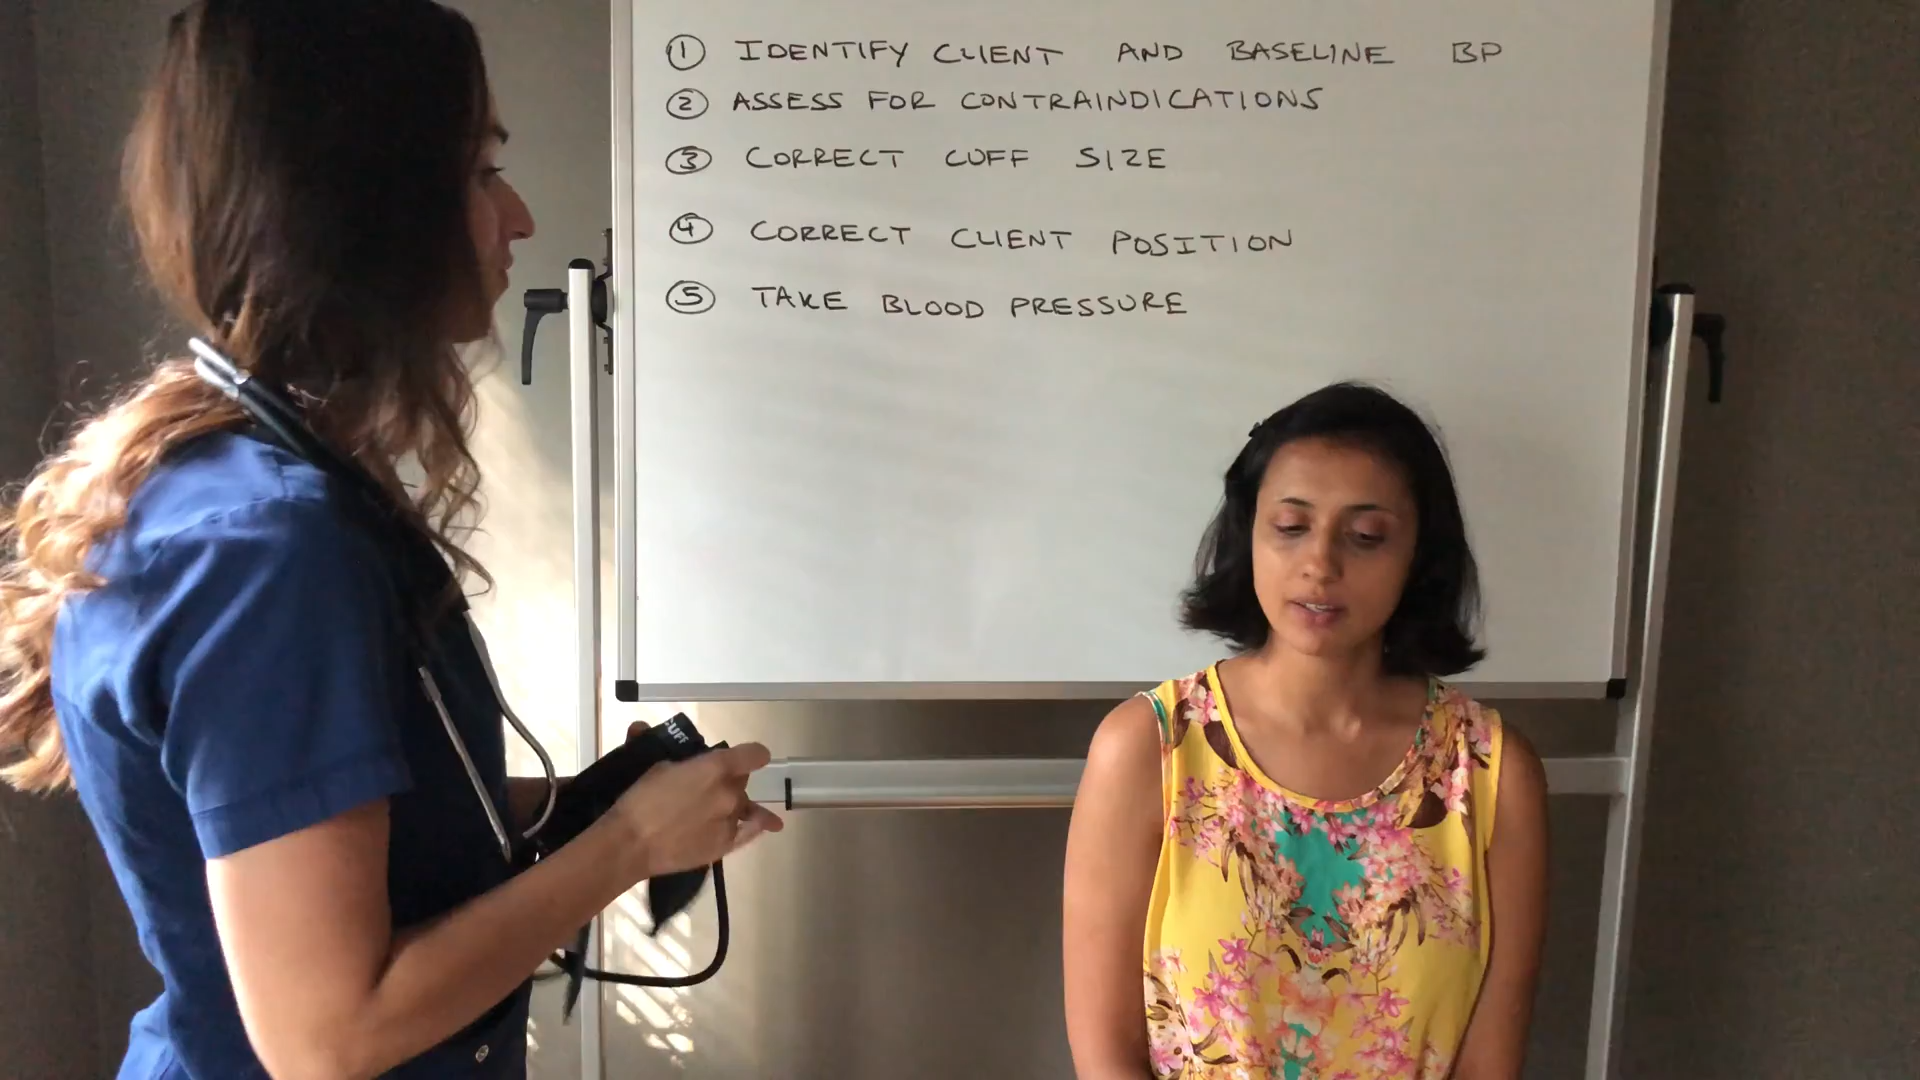 ① IDENTIFY CLIENT AND BASELINE BP
② ASSESS FOR CONTRAINDICATIONS
③ CORRECT CUFF SIZE
④ CORRECT CLIENT POSITION
⑤ TAKE BLOOD PRESSURE
CUFF